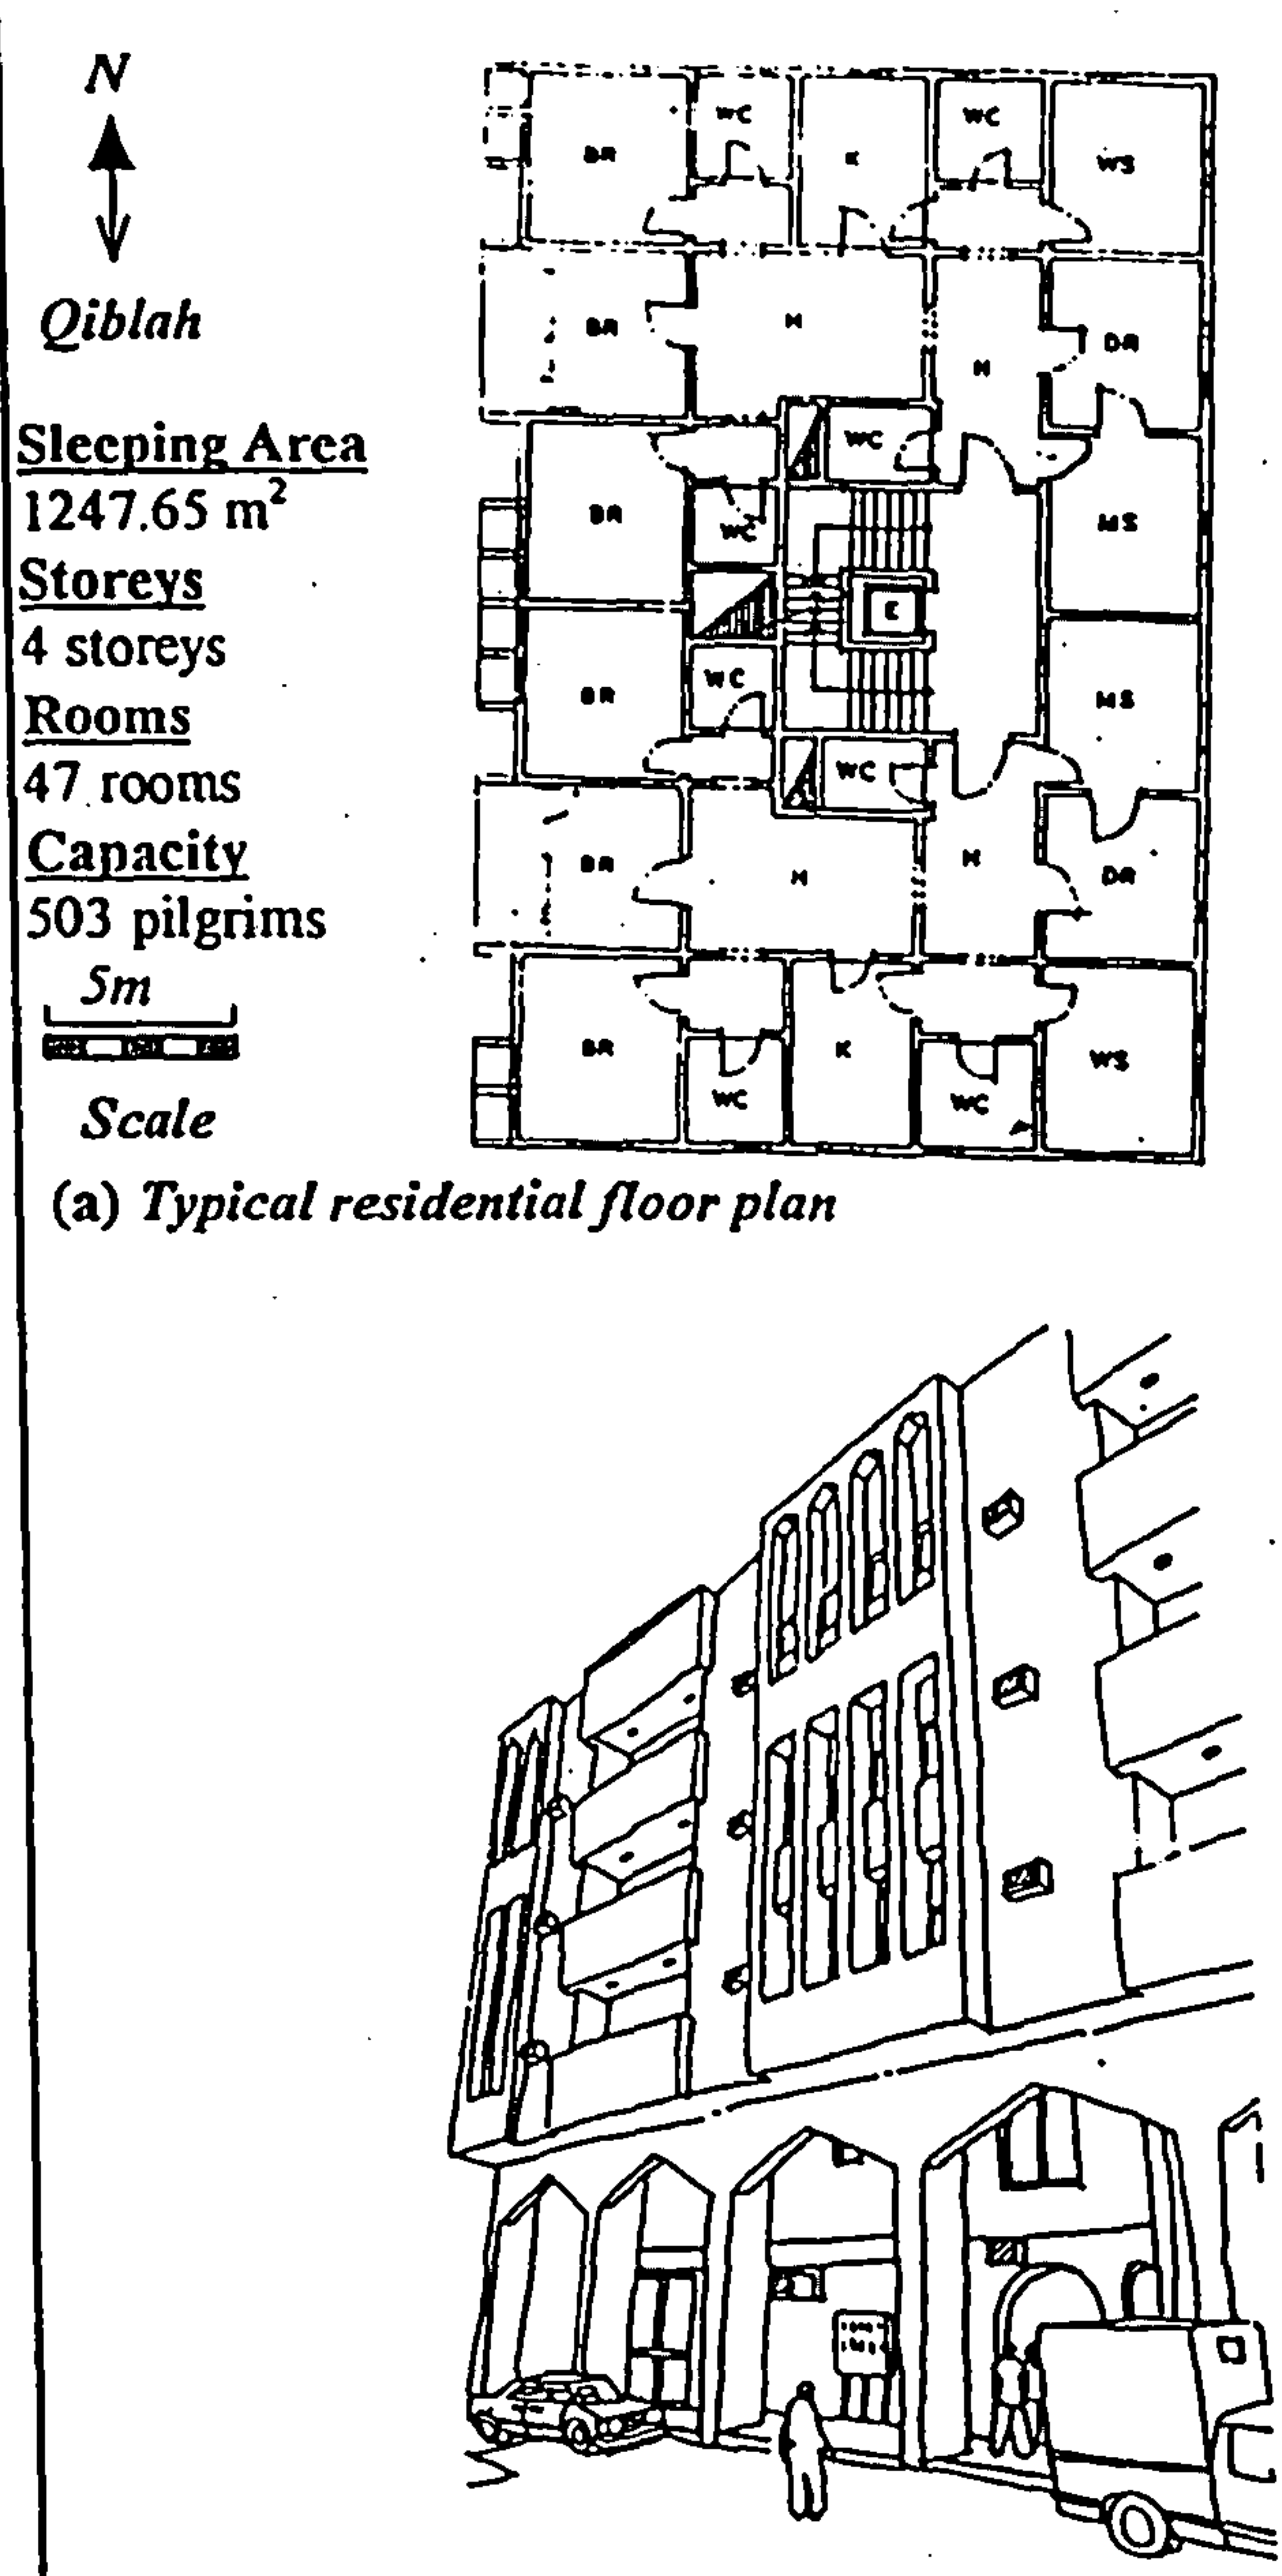 N
Qiblah
Sleeping Area
1247.65 m²
Storeys
4 storeys
Rooms
47 rooms
Capacity
503 pilgrims
5m
Scale
BR WC K WC WS
BR H H DR
WC
BR WC MS
E
BR WC MS
WC
BR H H DR
BR WC K WC WS
(a) Typical residential floor plan